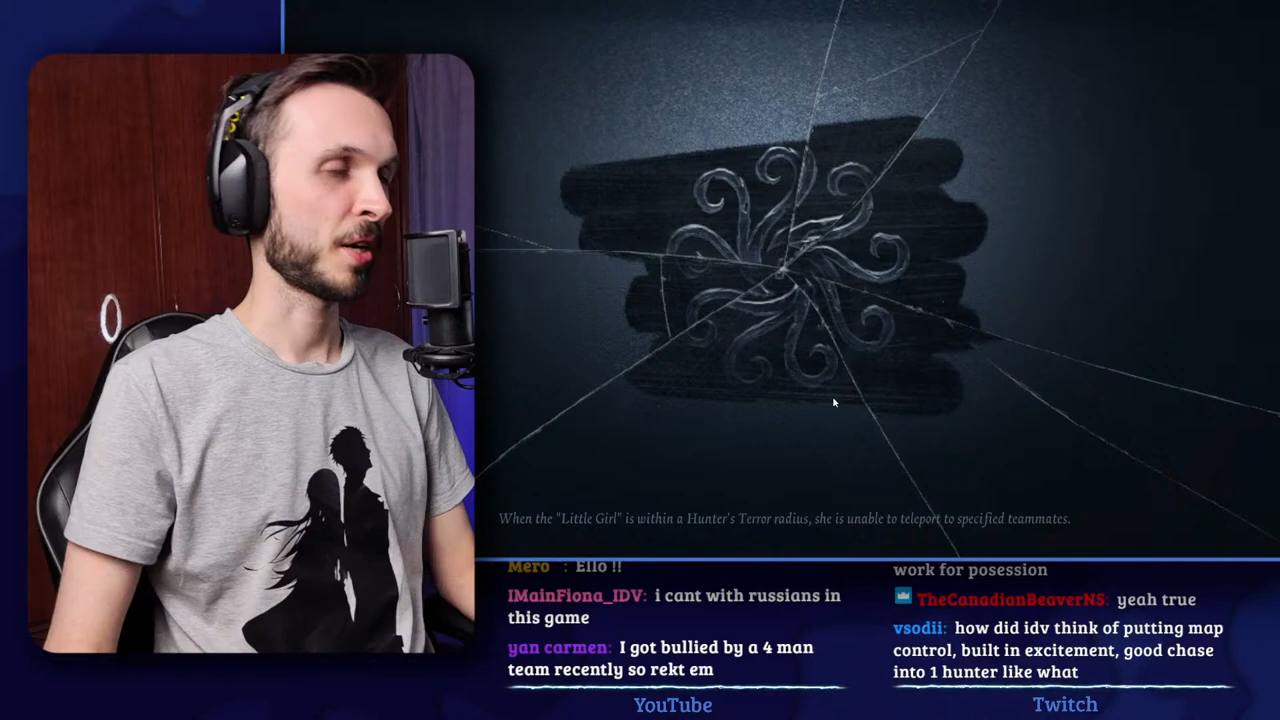 When the "Little Girl" is within a Hunter's Terror radius, she is unable to teleport to specified teammates.
Mero : Ello !!
IMainFiona_IDV: i cant with russians in
this game
yan carmen: I got bullied by a 4 man
team recently so rekt em
YouTube
work for posession
TheCanadianBeaverNS: yeah true
vsodii: how did idv think of putting map
control, built in excitement, good chase
into 1 hunter like what
Twitch